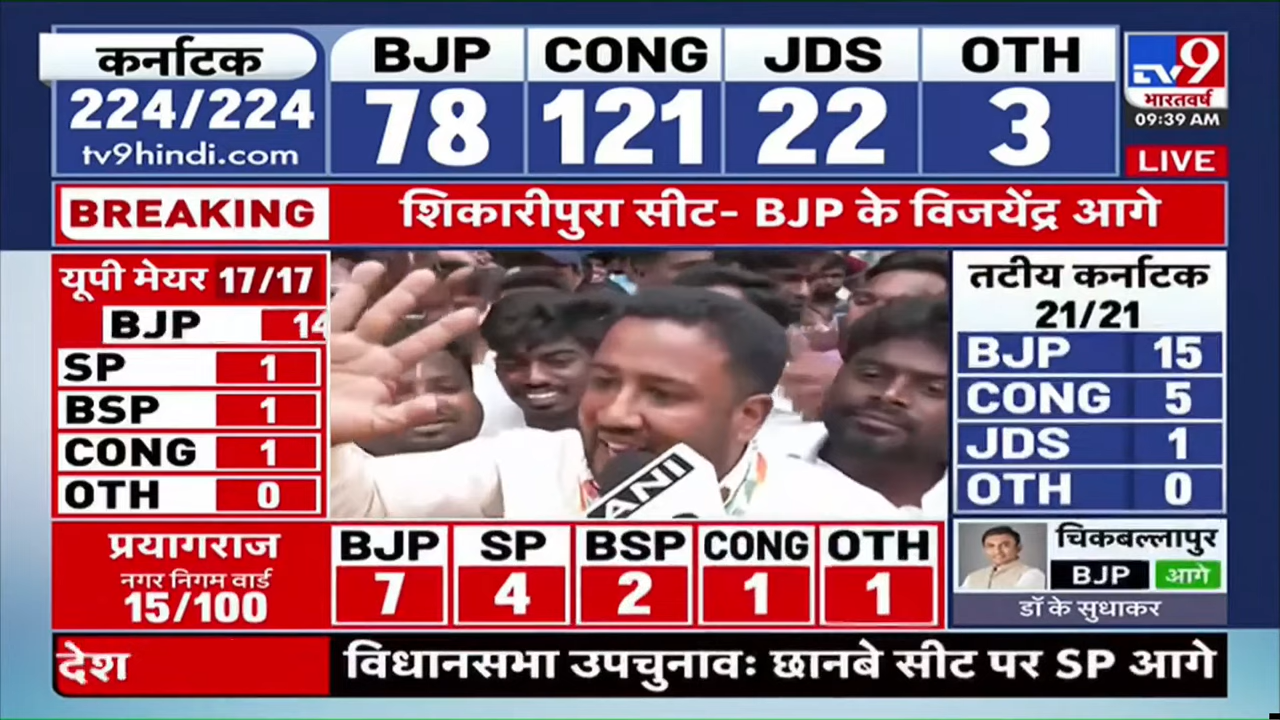 कर्नाटक
224/224
tv9hindi.com
BJP CONG JDS OTH
78 121 22 3
TV9
भारतवर्ष
09:39 AM
LIVE
BREAKING
शिकारीपुरा सीट- BJP के विजयेंद्र आगे
यूपी मेयर 17/17
BJP 14
SP 1
BSP 1
CONG 1
OTH 0
ANI
तटीय कर्नाटक
21/21
BJP 15
CONG 5
JDS 1
OTH 0
प्रयागराज
नगर निगम वार्ड
15/100
BJP SP BSP CONG OTH
7 4 2 1 1
चिकबल्लापुर
BJP आगे
डॉ के सुधाकर
देश
विधानसभा उपचुनावः छानबे सीट पर SP आगे